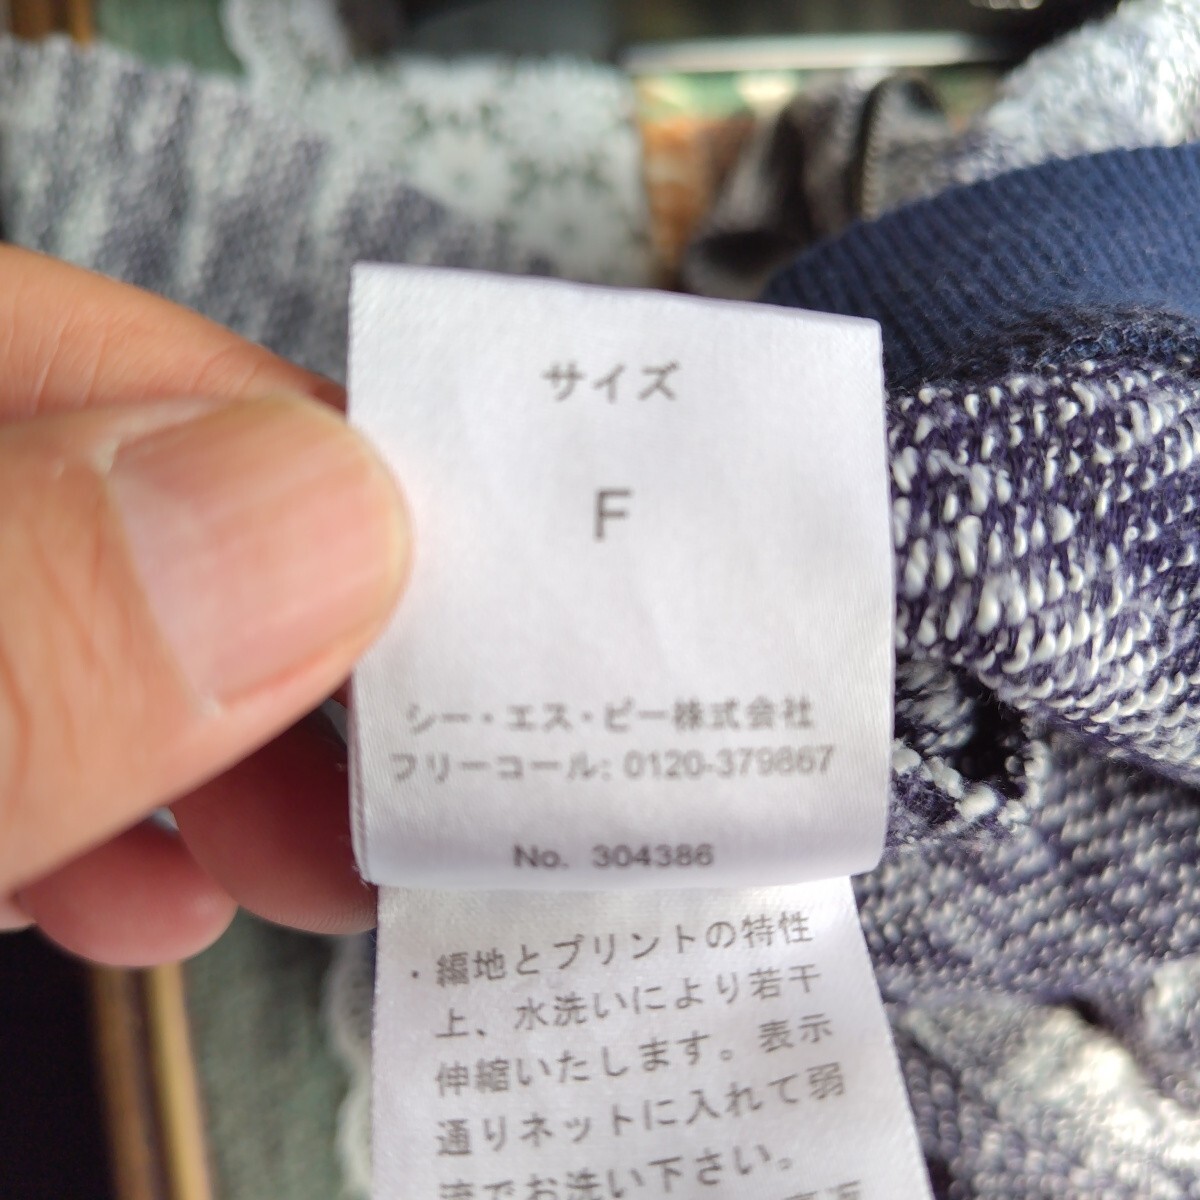 サイズ
F
シー・エス・ピー株式会社
フリーコール: 0120-379867
No. 304386
・編地とプリントの特性
上、水洗いにより若干
伸縮いたします。表示
通りネットに入れて弱
流でお洗い下さい。